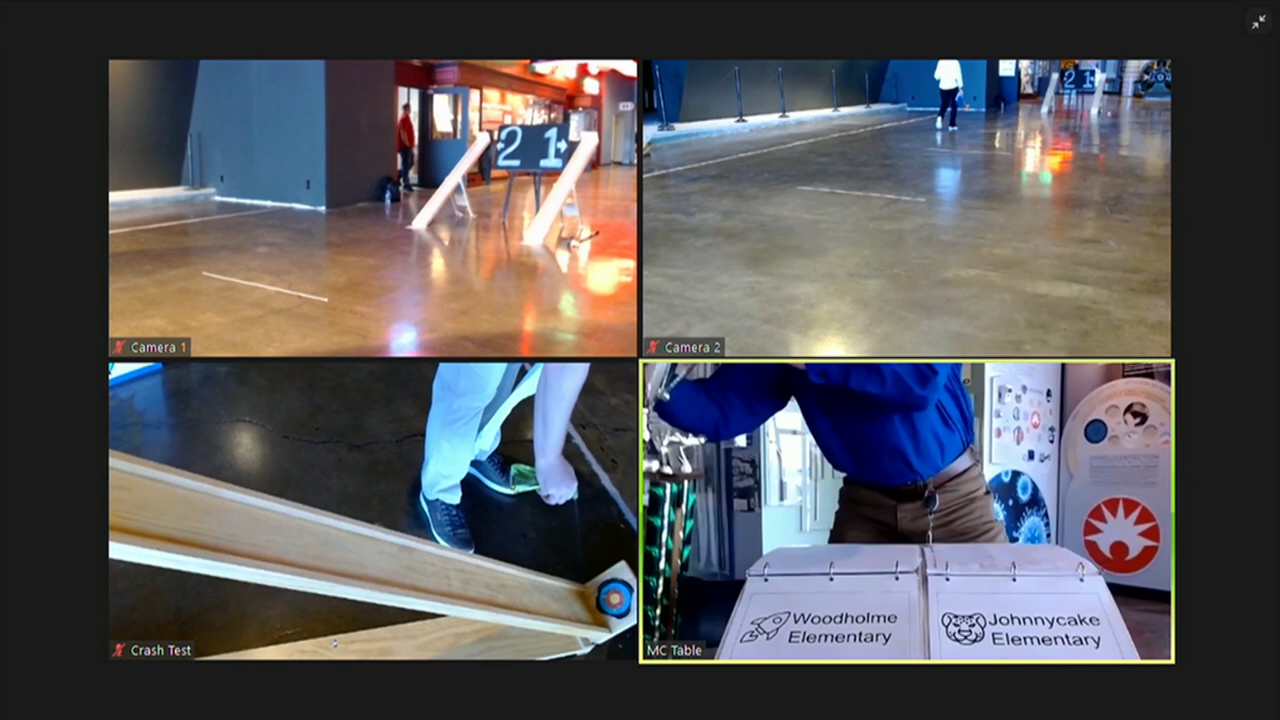 2 1
Camera 1
2 1
Camera 2
Crash Test
Woodholme
Elementary
Johnnycake
Elementary
MC Table